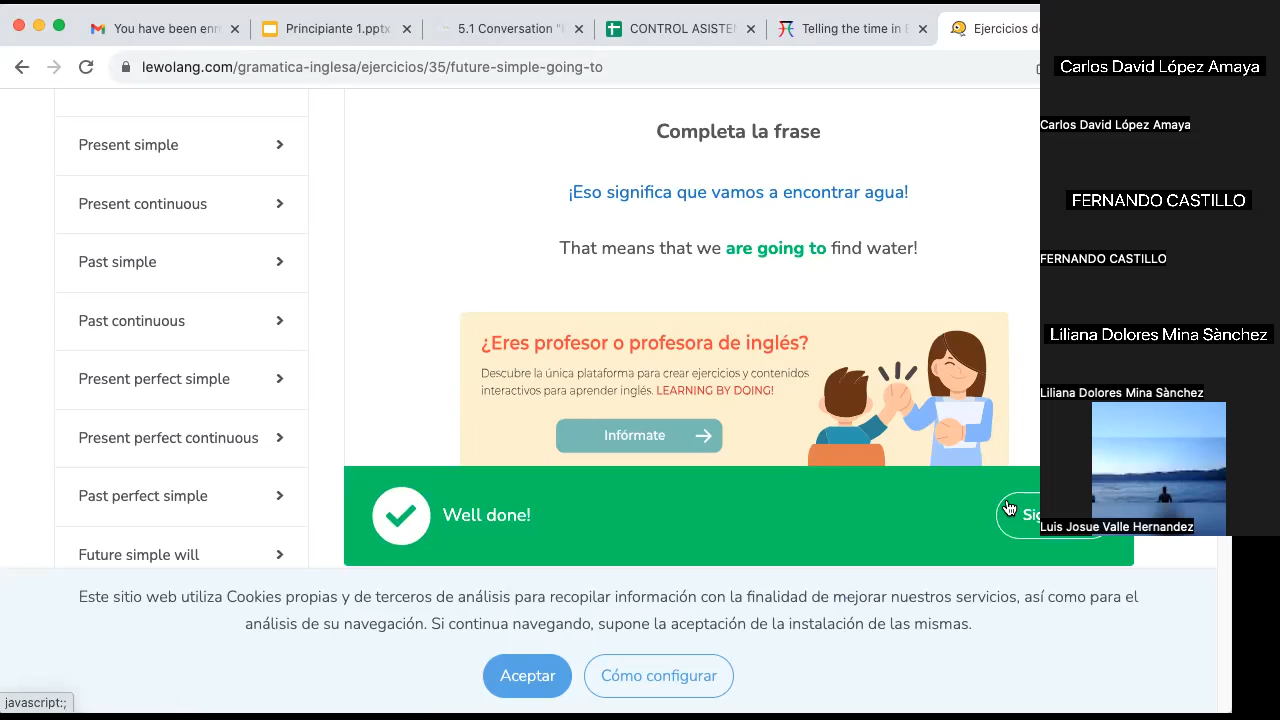 You have been enr
Principiante 1.pptx
5.1 Conversation "
CONTROL ASISTEN
Telling the time in E
Ejercicios de
lewolang.com/gramatica-inglesa/ejercicios/35/future-simple-going-to
Present simple
Present continuous
Past simple
Past continuous
Present perfect simple
Present perfect continuous
Past perfect simple
Future simple will
Completa la frase
¡Eso significa que vamos a encontrar agua!
That means that we are going to find water!
¿Eres profesor o profesora de inglés?
Descubre la única plataforma para crear ejercicios y contenidos
interactivos para aprender inglés. LEARNING BY DOING!
Infórmate
Well done!
Sig
Este sitio web utiliza Cookies propias y de terceros de análisis para recopilar información con la finalidad de mejorar nuestros servicios, así como para el
análisis de su navegación. Si continua navegando, supone la aceptación de la instalación de las mismas.
Aceptar
Cómo configurar
javascript:;
Carlos David López Amaya
Carlos David López Amaya
FERNANDO CASTILLO
FERNANDO CASTILLO
Liliana Dolores Mina Sànchez
Liliana Dolores Mina Sànchez
Luis Josue Valle Hernandez